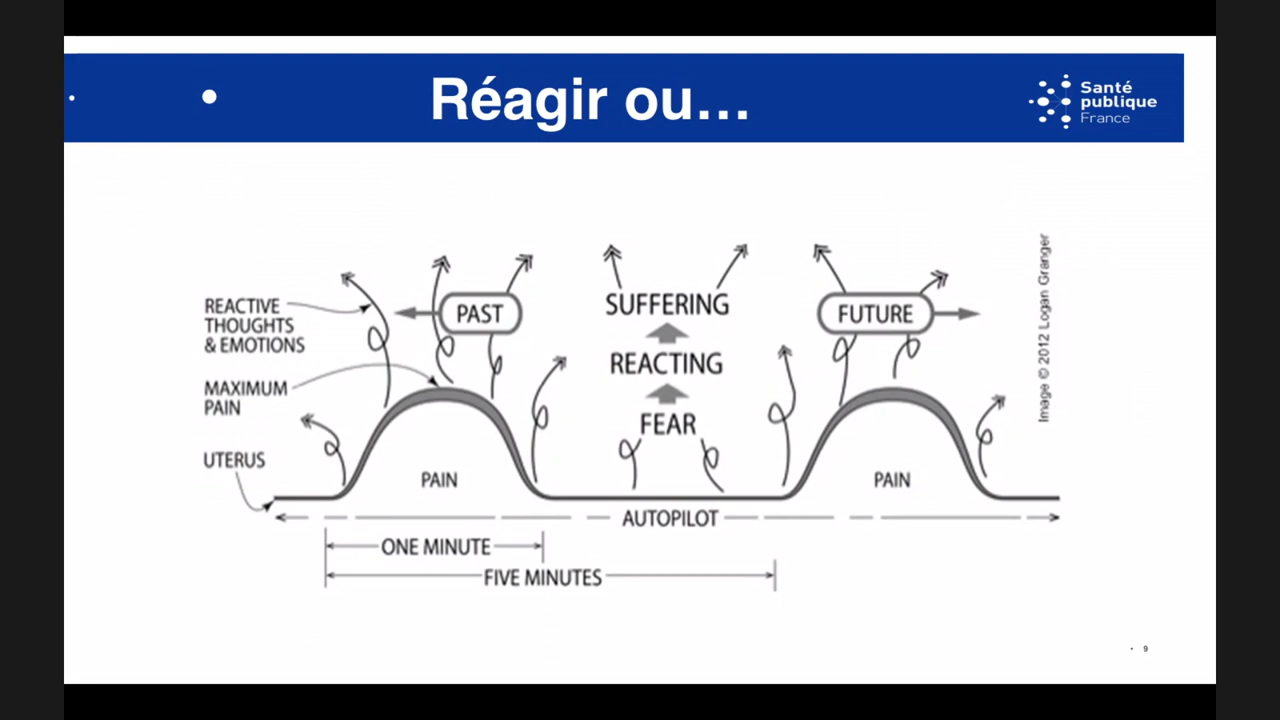 Réagir ou...
Santé
publique
France
REACTIVE
THOUGHTS
& EMOTIONS
MAXIMUM
PAIN
UTERUS
PAST
SUFFERING
REACTING
FEAR
FUTURE
PAIN
PAIN
AUTOPILOT
ONE MINUTE
FIVE MINUTES
Image © 2012 Logan Granger
9